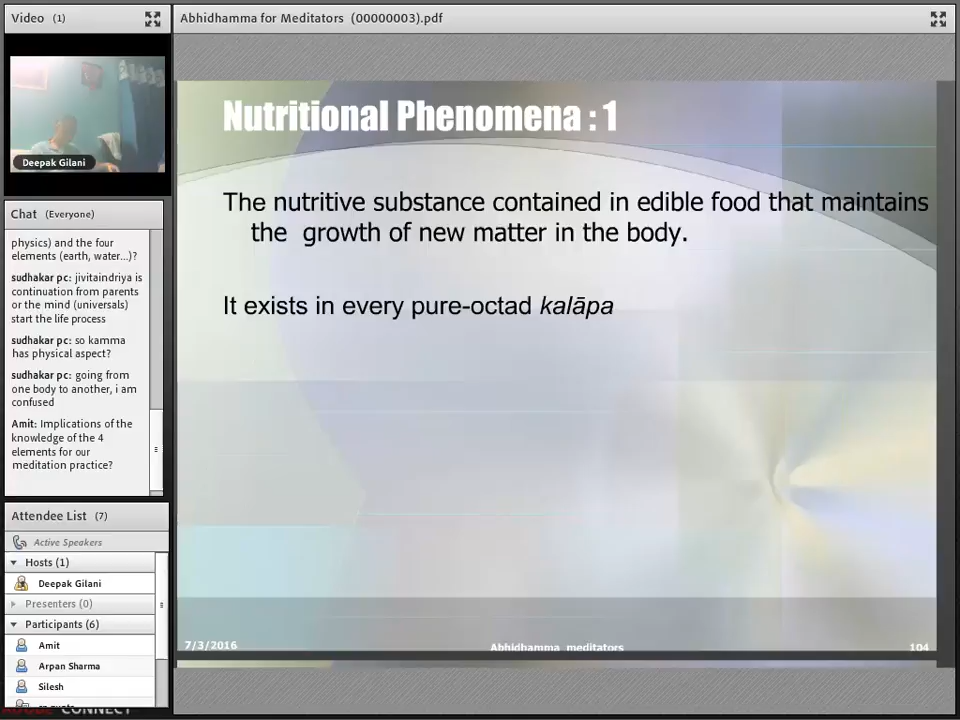 Video (1)
Abhidhamma for Meditators (00000003).pdf
Deepak Gilani
Nutritional Phenomena : 1
The nutritive substance contained in edible food that maintains
the growth of new matter in the body.
It exists in every pure-octad kalāpa
7/3/2016
Abhidhamma meditators
104
Chat (Everyone)
physics) and the four
elements (earth, water...)?
sudhakar pc: jivitaindriya is
continuation from parents
or the mind (universals)
start the life process
sudhakar pc: so kamma
has physical aspect?
sudhakar pc: going from
one body to another, i am
confused
Amit: Implications of the
knowledge of the 4
elements for our
meditation practice?
Attendee List (7)
Active Speakers
Hosts (1)
Deepak Gilani
Presenters (0)
Participants (6)
Amit
Arpan Sharma
Silesh
CONNECT